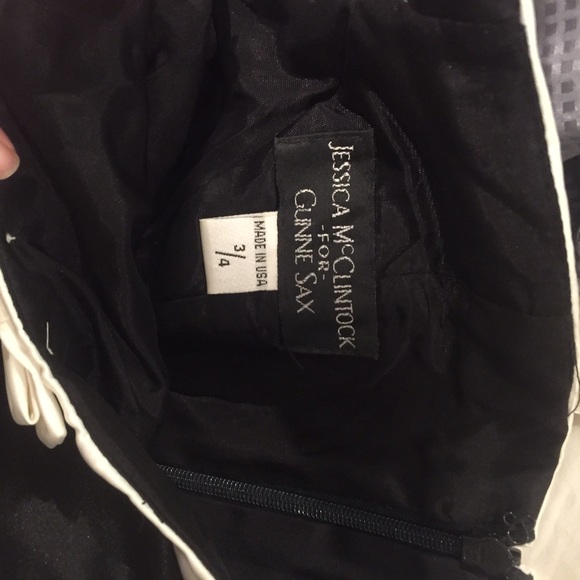 JESSICA McCLINTOCK
-FOR-
GUNNE SAX
MADE IN USA
3/4